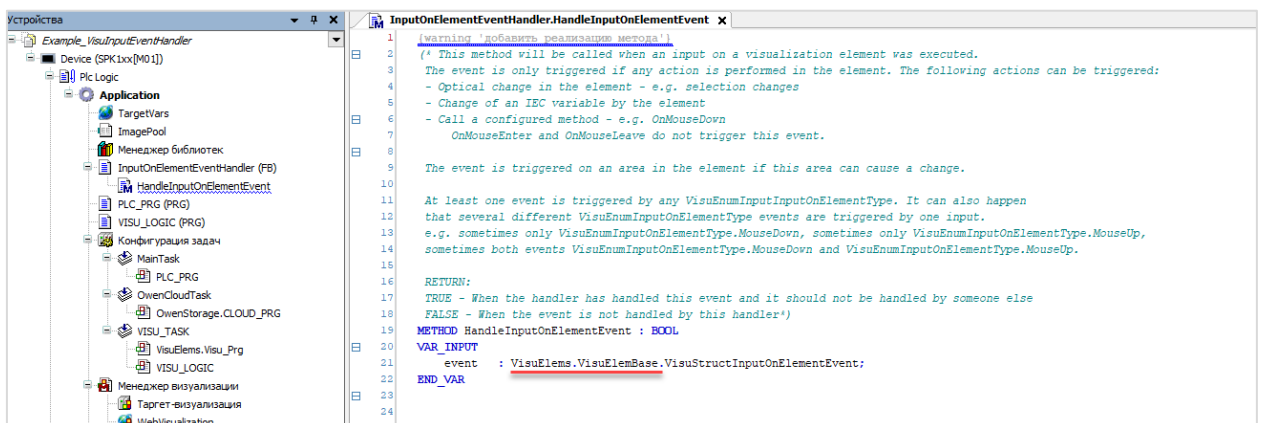 Устройства
Example_VisuInputEventHandler
Device (SPK1xx[M01])
Plc Logic
Application
TargetVars
ImagePool
Менеджер библиотек
InputOnElementEventHandler (FB)
HandleInputOnElementEvent
PLC_PRG (PRG)
VISU_LOGIC (PRG)
Конфигурация задач
MainTask
PLC_PRG
OwenCloudTask
OwenStorage.CLOUD_PRG
VISU_TASK
VisuElems.Visu_Prg
VISU_LOGIC
Менеджер визуализации
Таргет-визуализация
WebVisualization
InputOnElementEventHandler.HandleInputOnElementEvent
1 {warning 'добавить реализацию метода'}
2 (* This method will be called when an input on a visualization element was executed.
3 The event is only triggered if any action is performed in the element. The following actions can be triggered:
4 - Optical change in the element - e.g. selection changes
5 - Change of an IEC variable by the element
6 - Call a configured method - e.g. OnMouseDown
7 OnMouseEnter and OnMouseLeave do not trigger this event.
8
9 The event is triggered on an area in the element if this area can cause a change.
10
11 At least one event is triggered by any VisuEnumInputInputOnElementType. It can also happen
12 that several different VisuEnumInputOnElementType events are triggered by one input.
13 e.g. sometimes only VisuEnumInputOnElementType.MouseDown, sometimes only VisuEnumInputOnElementType.MouseUp,
14 sometimes both events VisuEnumInputOnElementType.MouseDown and VisuEnumInputOnElementType.MouseUp.
15
16 RETURN:
17 TRUE - When the handler has handled this event and it should not be handled by someone else
18 FALSE - When the event is not handled by this handler*)
19 METHOD HandleInputOnElementEvent : BOOL
20 VAR_INPUT
21 event : VisuElems.VisuElemBase.VisuStructInputOnElementEvent;
22 END_VAR
23
24